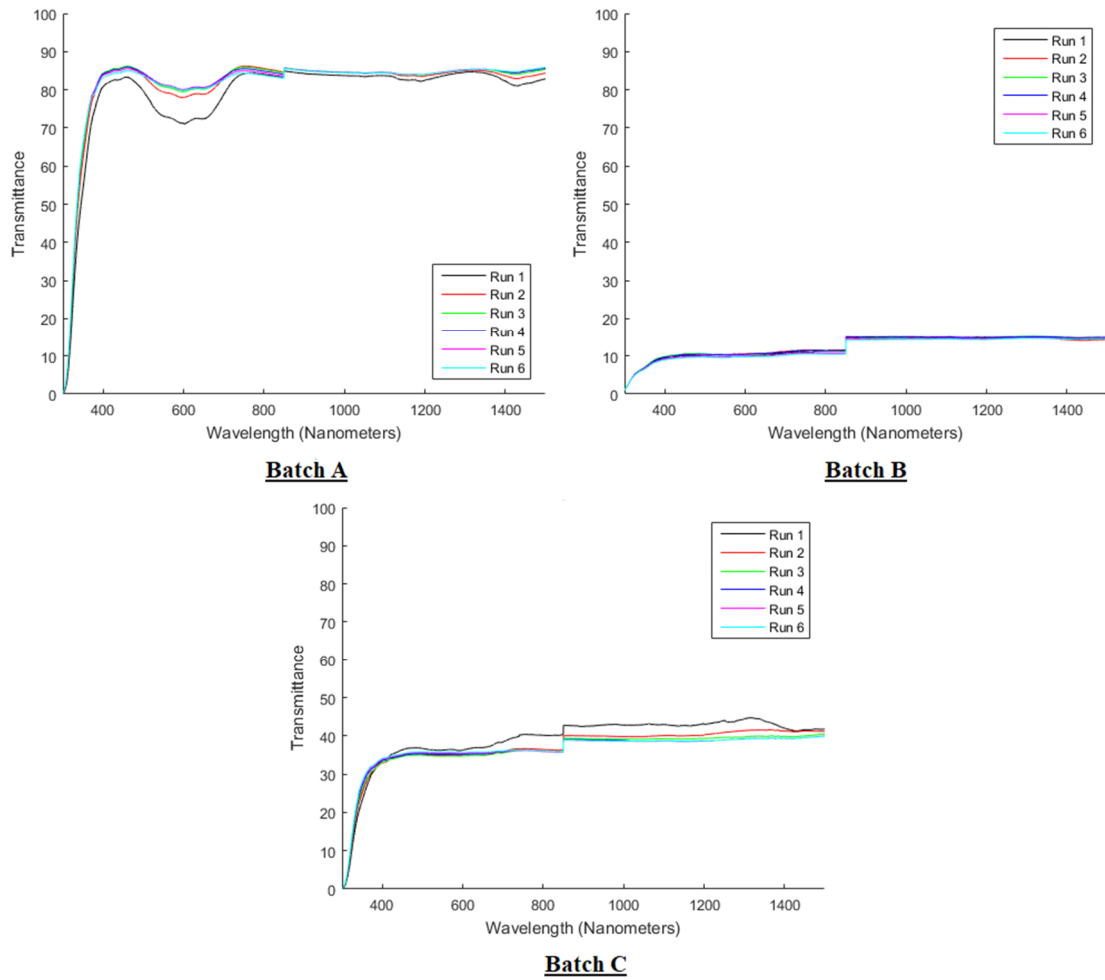 100
90
80
70
60
50
40
30
20
10
0
Transmittance
400 600 800 1000 1200 1400
Wavelength (Nanometers)
Run 1
Run 2
Run 3
Run 4
Run 5
Run 6
Batch A
100
90
80
70
60
50
40
30
20
10
0
Transmittance
400 600 800 1000 1200 1400
Wavelength (Nanometers)
Run 1
Run 2
Run 3
Run 4
Run 5
Run 6
Batch B
100
90
80
70
60
50
40
30
20
10
0
Transmittance
400 600 800 1000 1200 1400
Wavelength (Nanometers)
Run 1
Run 2
Run 3
Run 4
Run 5
Run 6
Batch C